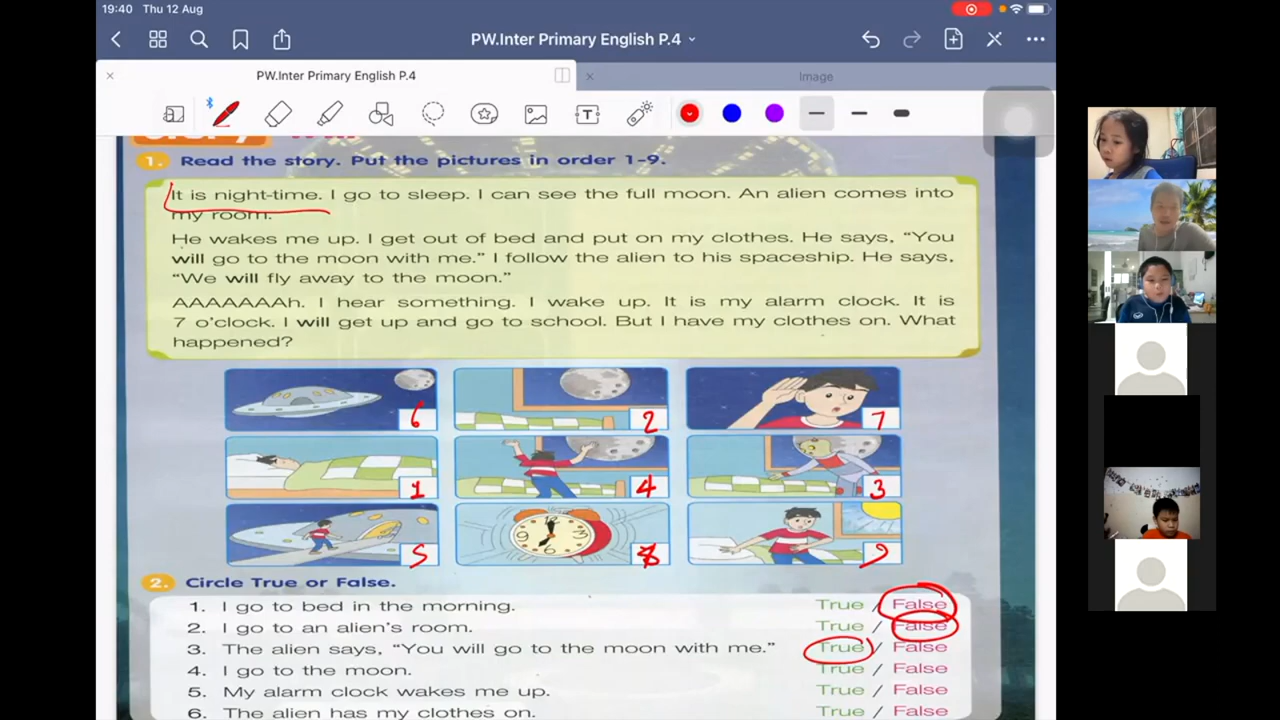 19:40 Thu 12 Aug
PW.Inter Primary English P.4
PW.Inter Primary English P.4
Image
1. Read the story. Put the pictures in order 1-9.
It is night-time. I go to sleep. I can see the full moon. An alien comes into
my room.
He wakes me up. I get out of bed and put on my clothes. He says, “You
will go to the moon with me.” I follow the alien to his spaceship. He says,
“We will fly away to the moon.”
AAAAAAAh. I hear something. I wake up. It is my alarm clock. It is
7 o’clock. I will get up and go to school. But I have my clothes on. What
happened?
6 2 7
1 4 3
5 8 9
2. Circle True or False.
1. I go to bed in the morning. True / False
2. I go to an alien’s room. True / False
3. The alien says, “You will go to the moon with me.” True / False
4. I go to the moon. True / False
5. My alarm clock wakes me up. True / False
6. The alien has my clothes on. True / False